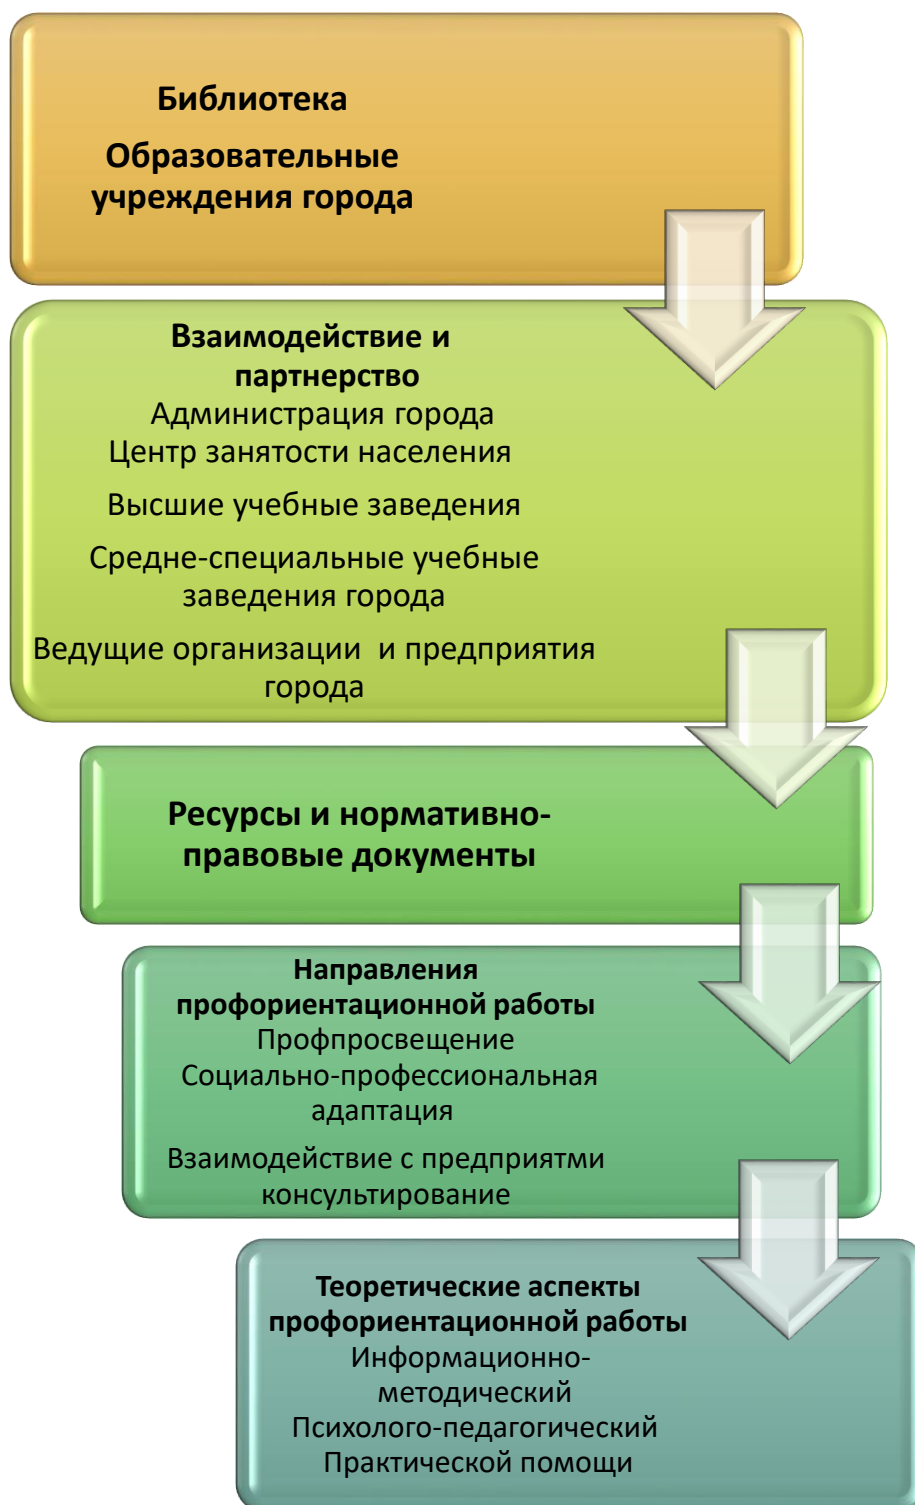 Библиотека
Образовательные
учреждения города
Взаимодействие и
партнерство
Администрация города
Центр занятости населения
Высшие учебные заведения
Средне-специальные учебные
заведения города
Ведущие организации  и предприятия
города
Ресурсы и нормативно-
правовые документы
Направления
профориентационной работы
Профпросвещение
Социально-профессиональная
адаптация
Взаимодействие с предприятми
консультирование
Теоретические аспекты
профориентационной работы
Информационно-
методический
Психолого-педагогический
Практической помощи